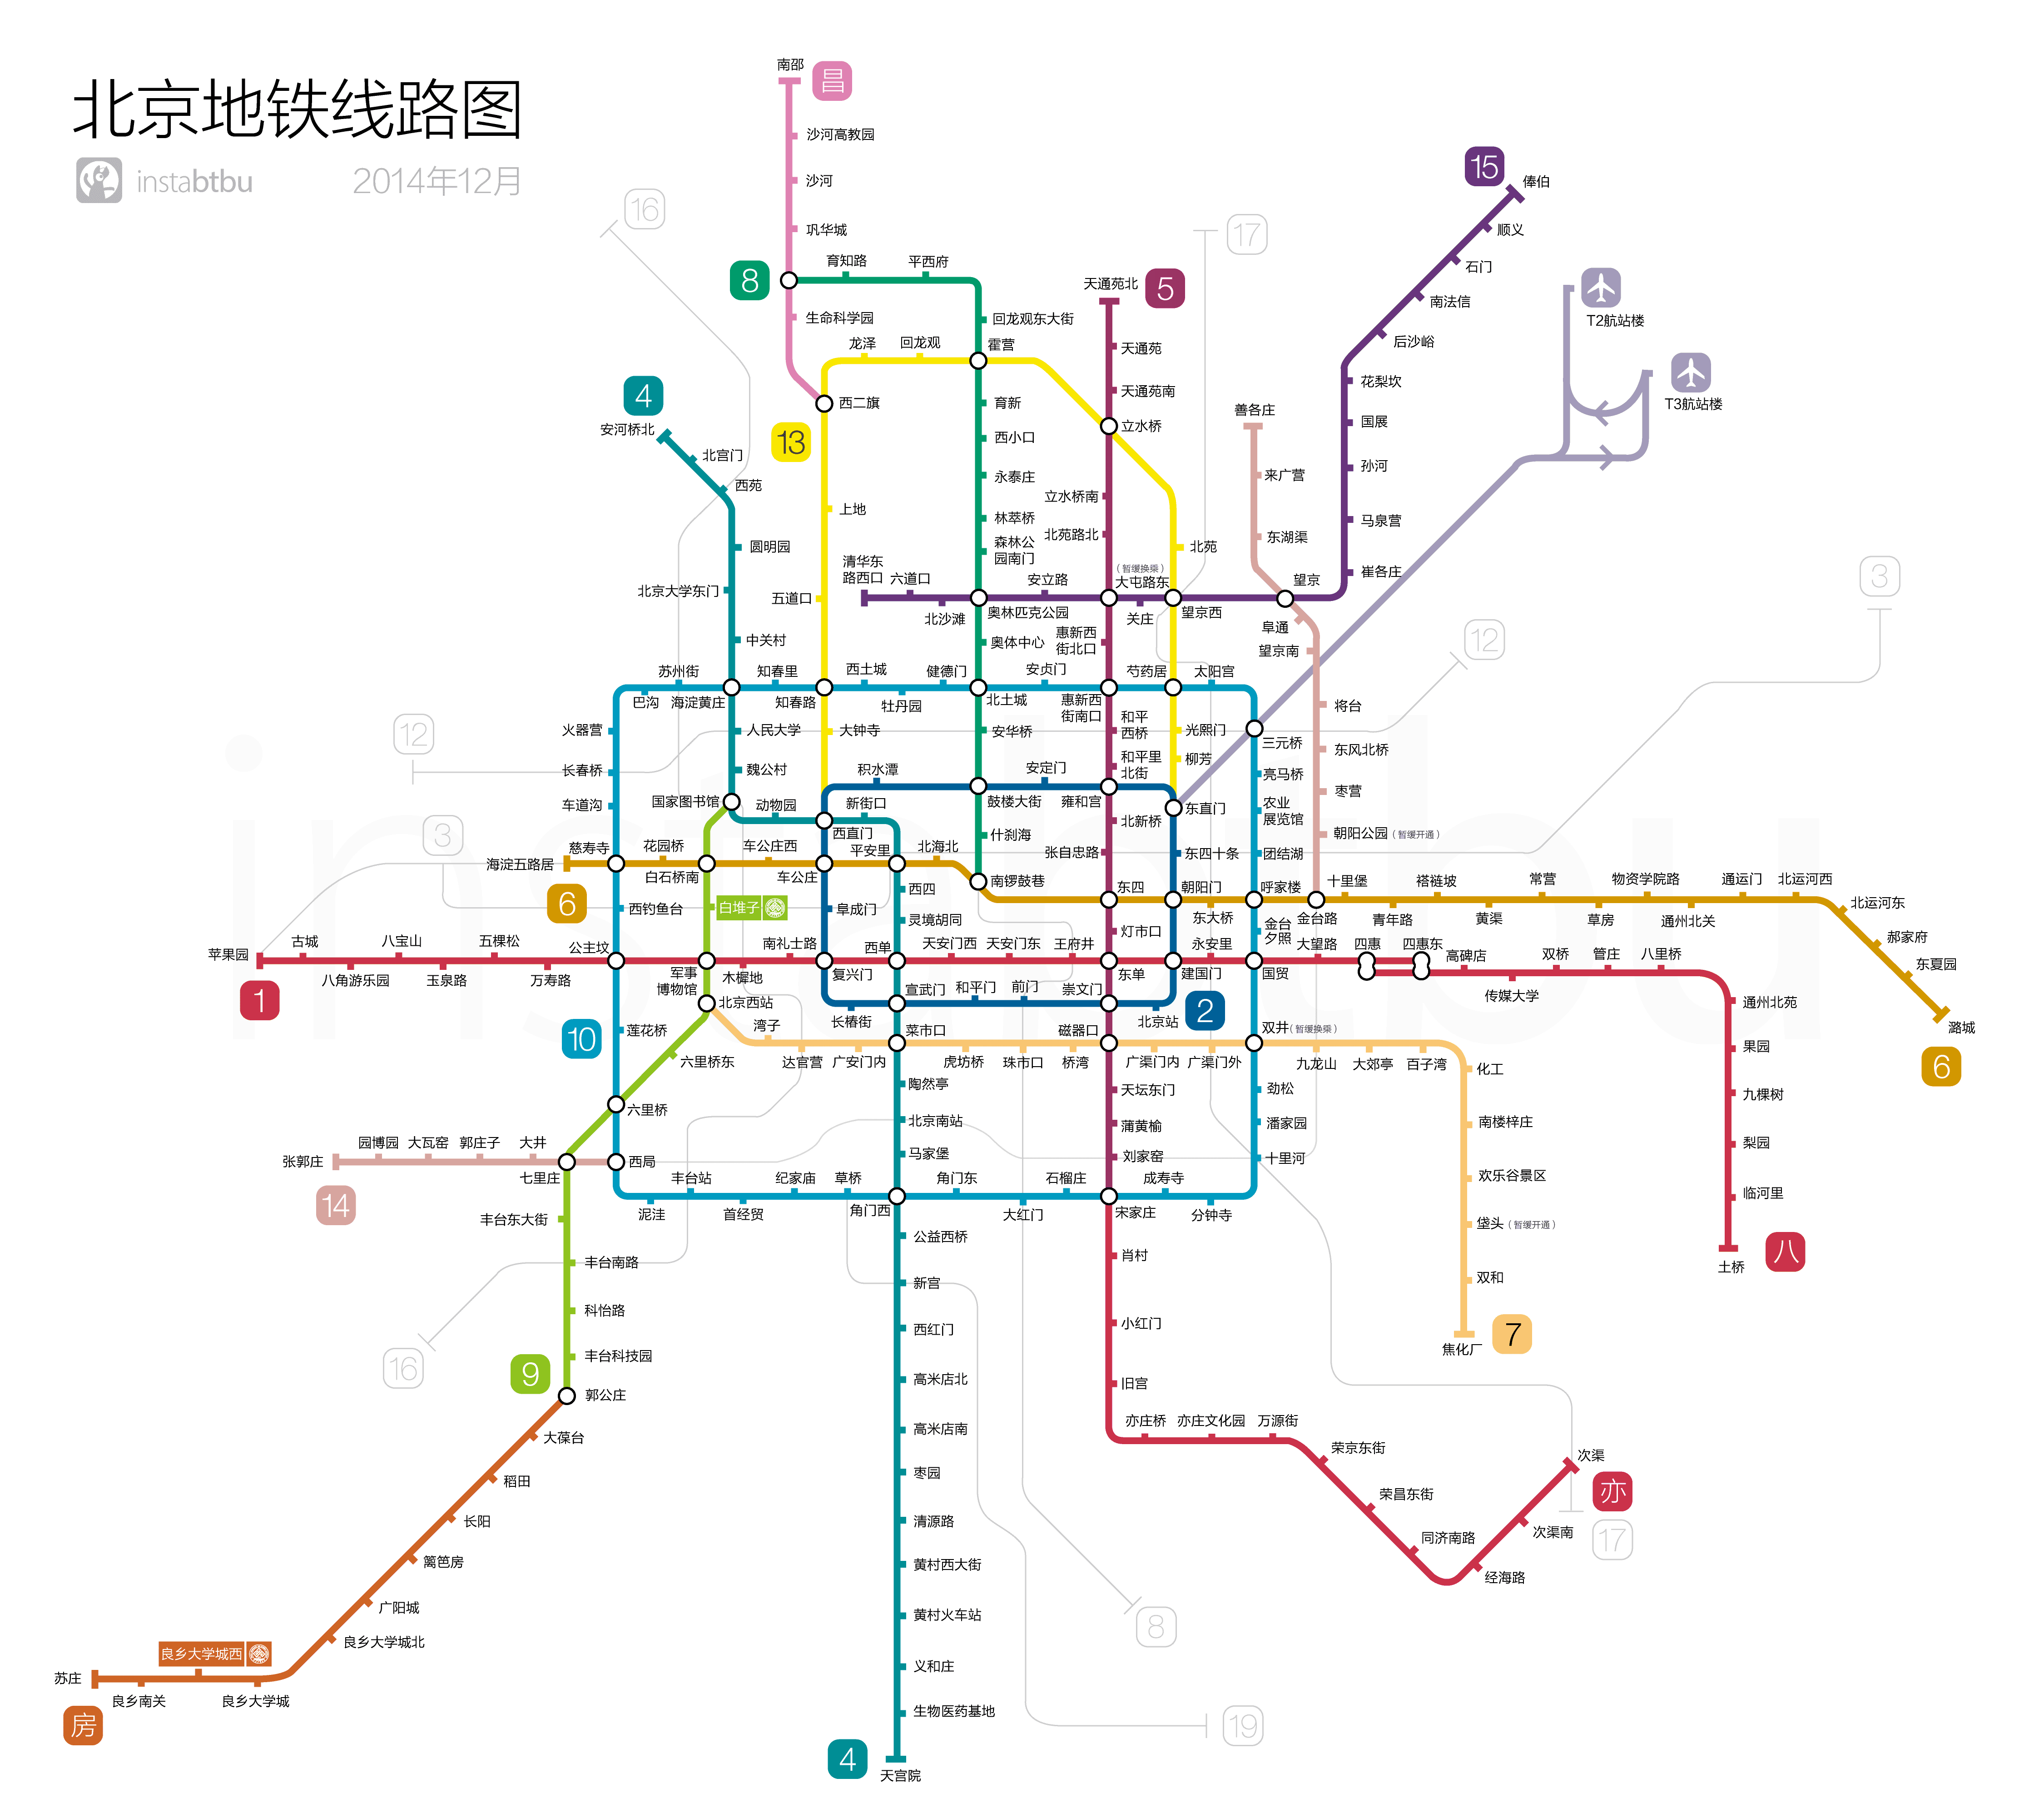 北京地铁线路图
instabtbu
2014年12月
南邵
昌
沙河高教园
沙河
巩华城
8
育知路
平西府
生命科学园
回龙观东大街
龙泽
回龙观
霍营
西二旗
13
育新
西小口
永泰庄
林萃桥
森林公
园南门
上地
五道口
16
17
天通苑北
5
天通苑
天通苑南
立水桥
立水桥南
北苑路北
(暂缓换乘)
大屯路东
北苑
15
俸伯
顺义
石门
南法信
后沙峪
花梨坎
国展
孙河
马泉营
崔各庄
T2航站楼
T3航站楼
善各庄
来广营
东湖渠
望京
阜通
望京南
将台
东风北桥
枣营
朝阳公园(暂缓开通)
4
安河桥北
北宫门
西苑
圆明园
北京大学东门
中关村
清华东
路西口
六道口
北沙滩
安立路
奥林匹克公园
关庄
望京西
奥体中心
惠新西
街北口
3
12
苏州街
知春里
西土城
健德门
安贞门
芍药居
太阳宫
巴沟
海淀黄庄
知春路
牡丹园
北土城
惠新西
街南口
火器营
人民大学
大钟寺
安华桥
和平
西桥
光熙门
三元桥
12
长春桥
魏公村
积水潭
安定门
和平里
北街
柳芳
亮马桥
车道沟
国家图书馆
动物园
新街口
鼓楼大街
雍和宫
东直门
农业
展览馆
3
西直门
什刹海
北新桥
慈寿寺
花园桥
车公庄西
平安里
北海北
张自忠路
东四十条
团结湖
海淀五路居
白石桥南
车公庄
南锣鼓巷
东四
朝阳门
呼家楼
十里堡
褡裢坡
常营
物资学院路
通运门
北运河西
北运河东
6
西钓鱼台
白堆子
阜成门
西四
灵境胡同
灯市口
东大桥
金台
夕照
金台路
青年路
黄渠
草房
通州北关
郝家府
东夏园
潞城
6
苹果园
古城
八宝山
五棵松
公主坟
南礼士路
西单
天安门西
天安门东
王府井
永安里
大望路
四惠
四惠东
高碑店
双桥
管庄
八里桥
八角游乐园
玉泉路
万寿路
军事
博物馆
木樨地
复兴门
东单
建国门
国贸
传媒大学
1
通州北苑
果园
九棵树
梨园
临河里
土桥
八
北京西站
宣武门
和平门
前门
崇文门
长椿街
北京站
2
10
莲花桥
湾子
菜市口
磁器口
双井(暂缓换乘)
六里桥东
达官营
广安门内
虎坊桥
珠市口
桥湾
广渠门内
广渠门外
九龙山
大郊亭
百子湾
化工
南楼梓庄
欢乐谷景区
垡头(暂缓开通)
双和
焦化厂
7
六里桥
陶然亭
天坛东门
劲松
北京南站
蒲黄榆
潘家园
马家堡
刘家窑
十里河
张郭庄
园博园
大瓦窑
郭庄子
大井
七里庄
西局
14
丰台站
纪家庙
草桥
角门东
石榴庄
成寿寺
泥洼
首经贸
角门西
大红门
宋家庄
分钟寺
丰台东大街
丰台南路
科怡路
丰台科技园
9
郭公庄
16
大葆台
稻田
长阳
篱笆房
广阳城
良乡大学城北
良乡大学城西
苏庄
良乡南关
良乡大学城
房
公益西桥
新宫
西红门
高米店北
高米店南
枣园
清源路
黄村西大街
黄村火车站
义和庄
生物医药基地
天宫院
4
肖村
小红门
旧宫
亦庄桥
亦庄文化园
万源街
荣京东街
荣昌东街
同济南路
经海路
次渠南
次渠
亦
17
8
19
instabtbu